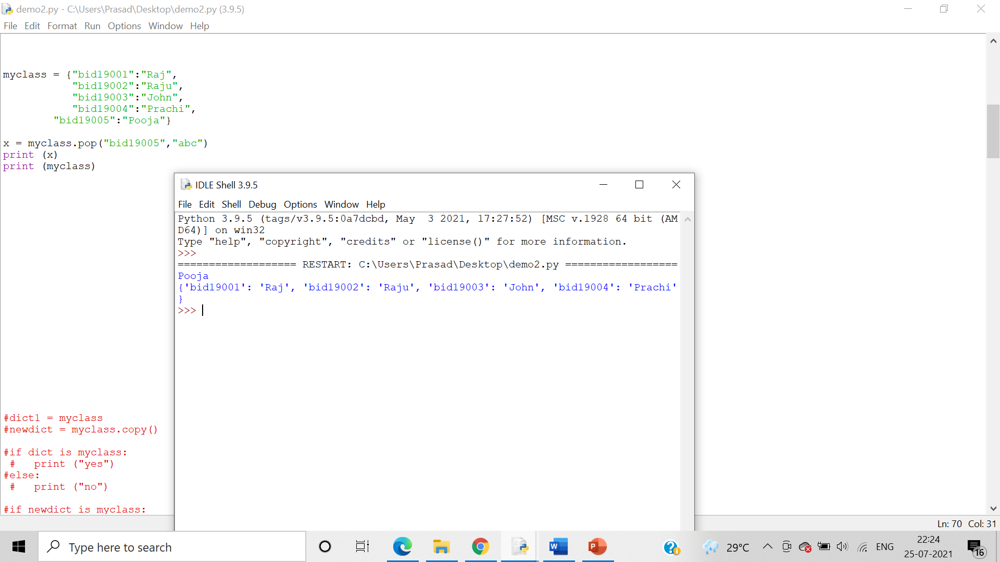 demo2.py - C:\Users\Prasad\Desktop\demo2.py (3.9.5)
File Edit Format Run Options Window Help
myclass = {"bid19001":"Raj",
"bid19002":"Raju",
"bid19003":"John",
"bid19004":"Prachi",
"bid19005":"Pooja"}
x = myclass.pop("bid19005","abc")
print (x)
print (myclass)
IDLE Shell 3.9.5
File Edit Shell Debug Options Window Help
Python 3.9.5 (tags/v3.9.5:0a7dcbd, May  3 2021, 17:27:52) [MSC v.1928 64 bit (AM
D64)] on win32
Type "help", "copyright", "credits" or "license()" for more information.
>>>
=================== RESTART: C:\Users\Prasad\Desktop\demo2.py ==================
Pooja
{'bid19001': 'Raj', 'bid19002': 'Raju', 'bid19003': 'John', 'bid19004': 'Prachi'
}
>>>
#dict1 = myclass
#newdict = myclass.copy()
#if dict is myclass:
#   print ("yes")
#else:
#   print ("no")
#if newdict is myclass:
Ln: 70 Col: 31
Type here to search
29°C
ENG
22:24
25-07-2021
16